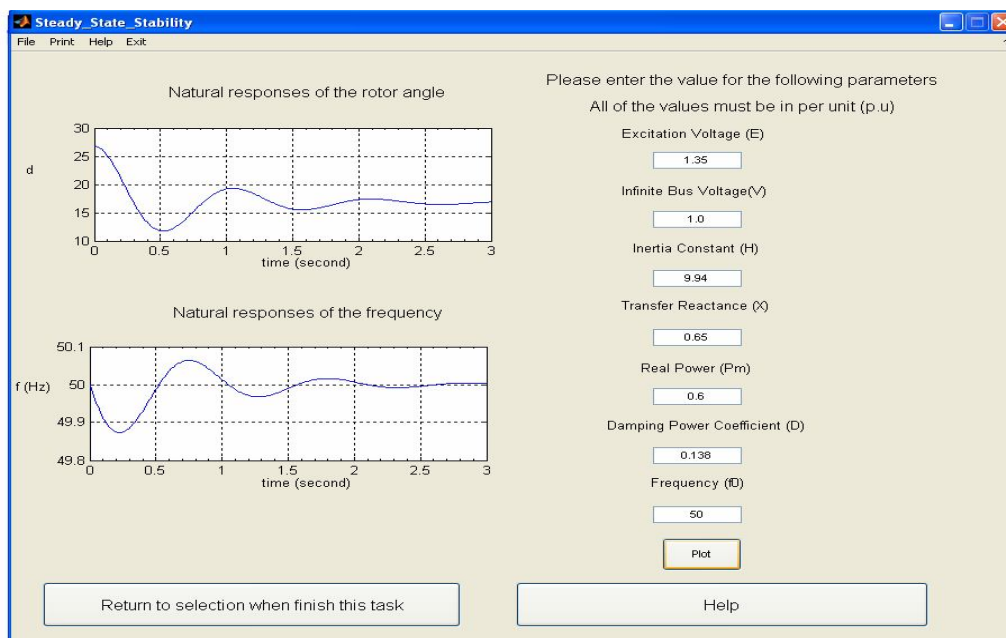 Steady_State_Stability
File Print Help Exit
Natural responses of the rotor angle
d
30
25
20
15
10
0 0.5 1 1.5 2 2.5 3
time (second)
Natural responses of the frequency
f (Hz)
50.1
50
49.9
49.8
0 0.5 1 1.5 2 2.5 3
time (second)
Please enter the value for the following parameters
All of the values must be in per unit (p.u)
Excitation Voltage (E)
1.35
Infinite Bus Voltage(V)
1.0
Inertia Constant (H)
9.94
Transfer Reactance (X)
0.65
Real Power (Pm)
0.6
Damping Power Coefficient (D)
0.138
Frequency (f0)
50
Plot
Return to selection when finish this task
Help